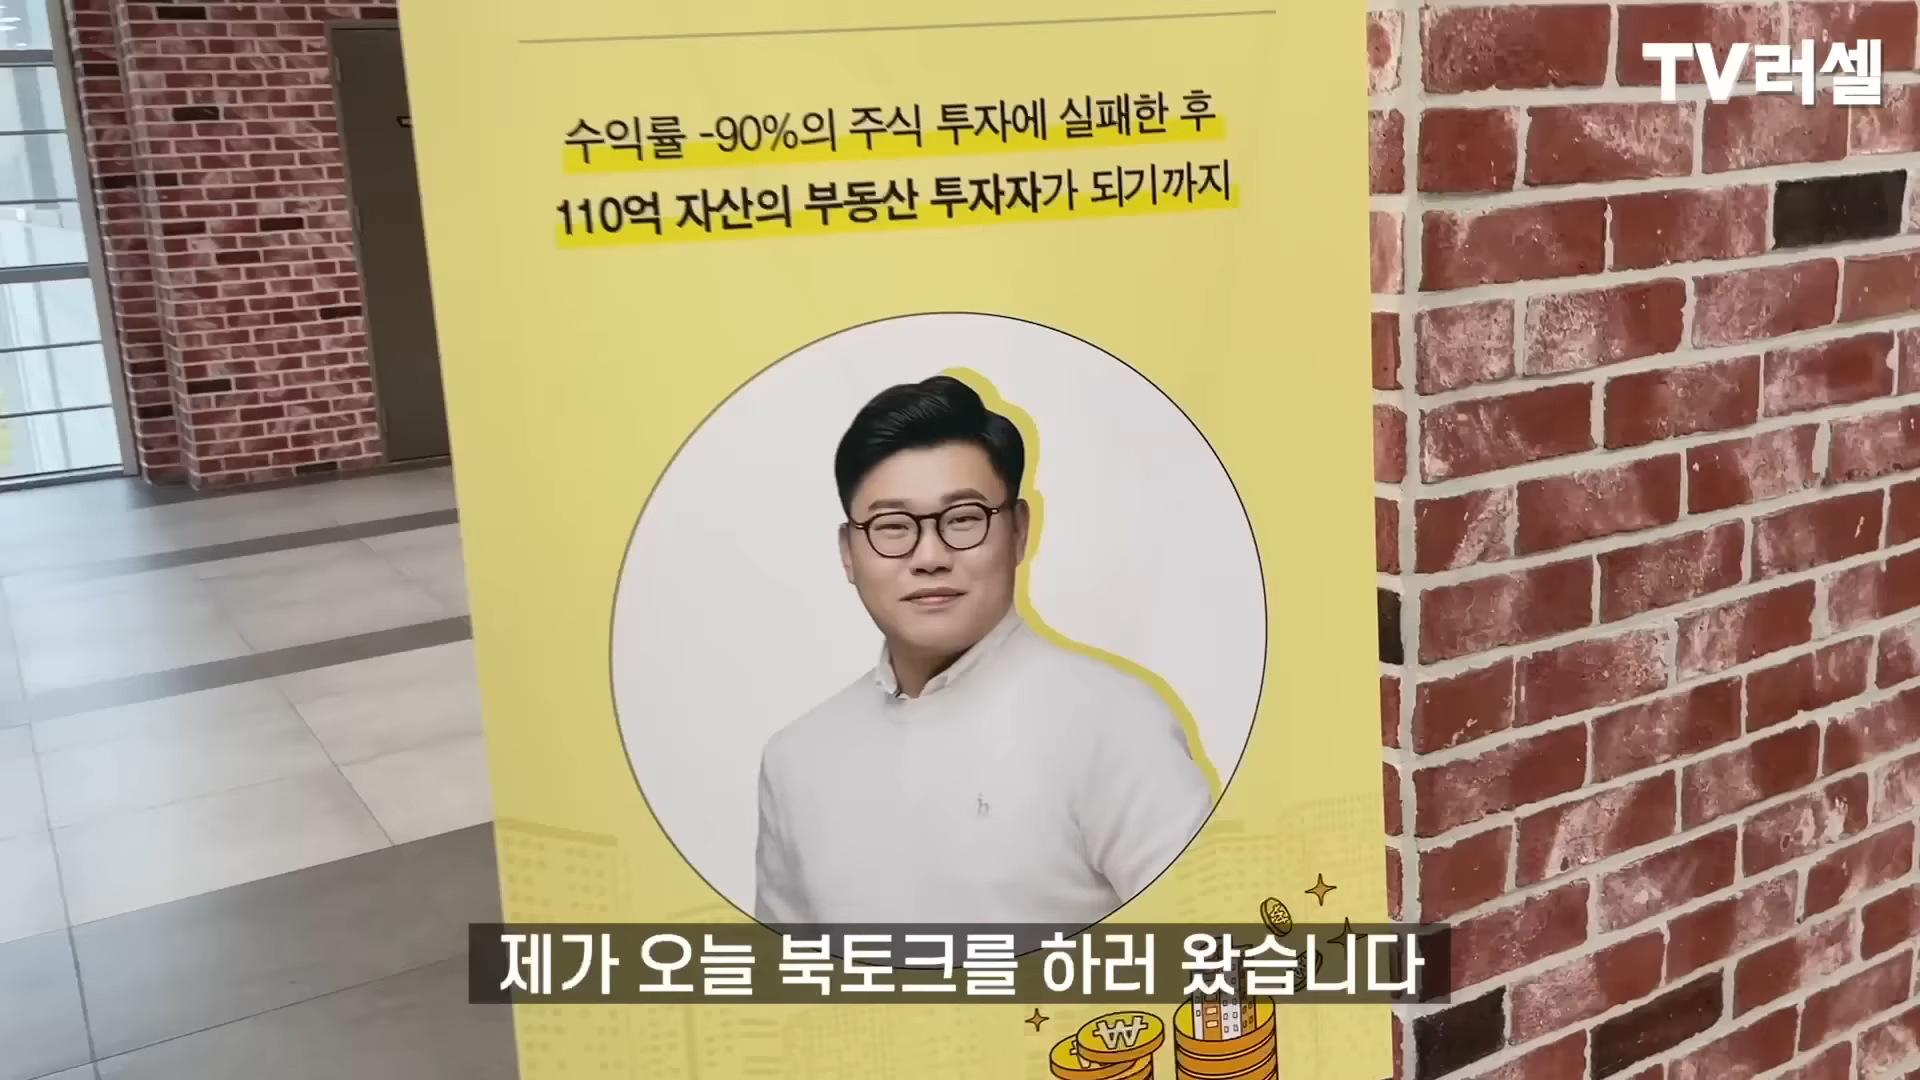 TV러셀
수익률 -90%의 주식 투자에 실패한 후
110억 자산의 부동산 투자자가 되기까지
제가 오늘 북토크를 하러 왔습니다